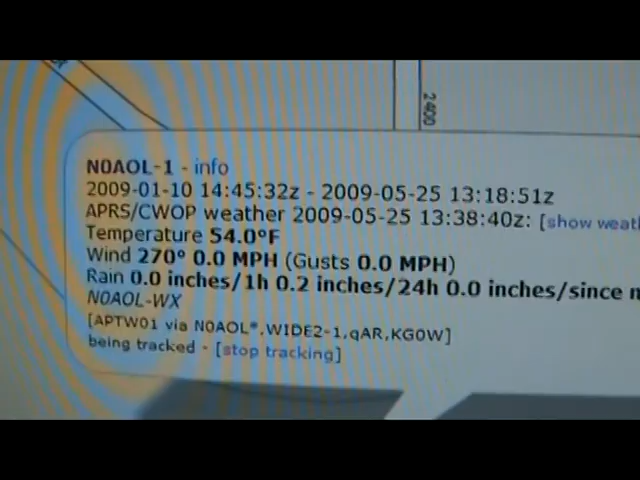 2400
N0AOL-1 - info
2009-01-10 14:45:32z - 2009-05-25 13:18:51z
APRS/CWOP weather 2009-05-25 13:38:40z: [show weat
Temperature 54.0°F
Wind 270° 0.0 MPH (Gusts 0.0 MPH)
Rain 0.0 inches/1h 0.2 inches/24h 0.0 inches/since m
N0AOL-WX
[APTW01 via N0AOL*,WIDE2-1,qAR,KG0W]
being tracked - [stop tracking]